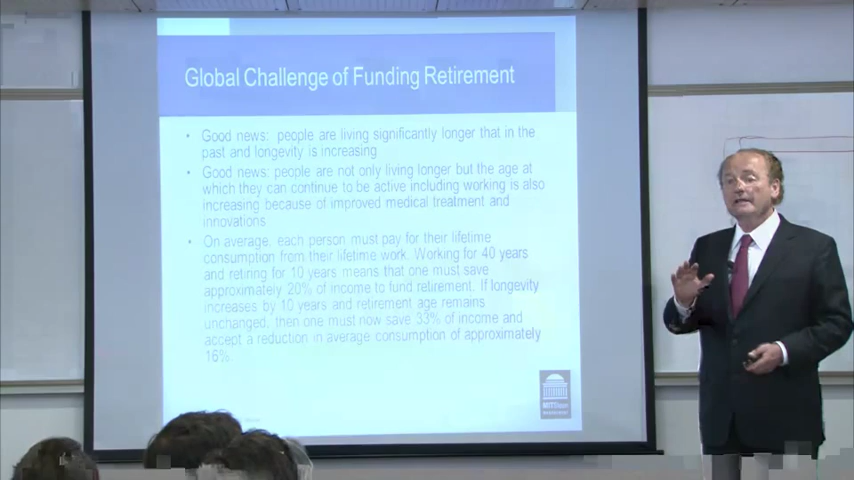 Global Challenge of Funding Retirement
• Good news: people are living significantly longer that in the
past and longevity is increasing
• Good news: people are not only living longer but the age at
which they can continue to be active including working is also
increasing because of improved medical treatment and
innovations
• On average, each person must pay for their lifetime
consumption from their lifetime work. Working for 40 years
and retiring for 10 years means that one must save
approximately 20% of income to fund retirement. If longevity
increases by 10 years and retirement age remains
unchanged, then one must now save 33% of income and
accept a reduction in average consumption of approximately
16%